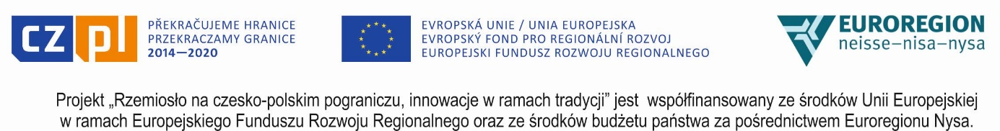 cz pl
PŘEKRAČUJEME HRANICE
PRZEKRACZAMY GRANICE
2014—2020
EVROPSKÁ UNIE / UNIA EUROPEJSKA
EVROPSKÝ FOND PRO REGIONÁLNÍ ROZVOJ
EUROPEJSKI FUNDUSZ ROZWOJU REGIONALNEGO
EUROREGION
neisse–nisa–nysa
Projekt „Rzemiosło na czesko-polskim pograniczu, innowacje w ramach tradycji” jest współfinansowany ze środków Unii Europejskiej
w ramach Europejskiego Funduszu Rozwoju Regionalnego oraz ze środków budżetu państwa za pośrednictwem Euroregionu Nysa.